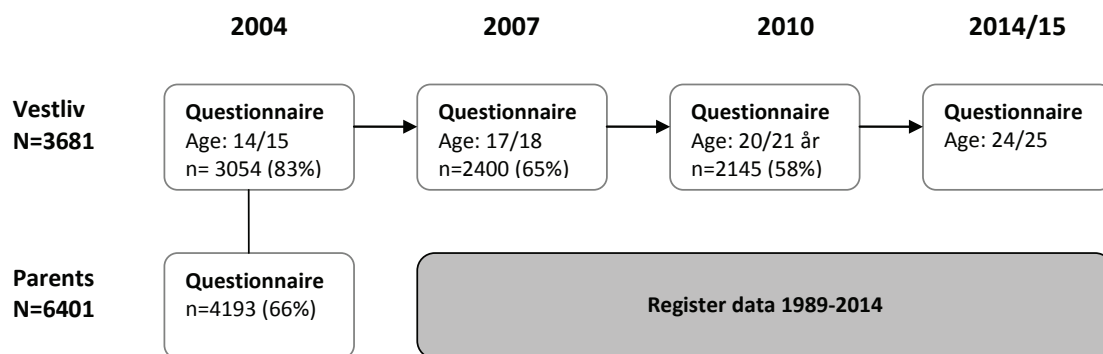 2004 2007 2010 2014/15
Vestliv
N=3681
Questionnaire
Age: 14/15
n= 3054 (83%)
Questionnaire
Age: 17/18
n=2400 (65%)
Questionnaire
Age: 20/21 år
n=2145 (58%)
Questionnaire
Age: 24/25
Parents
N=6401
Questionnaire
n=4193 (66%)
Register data 1989-2014